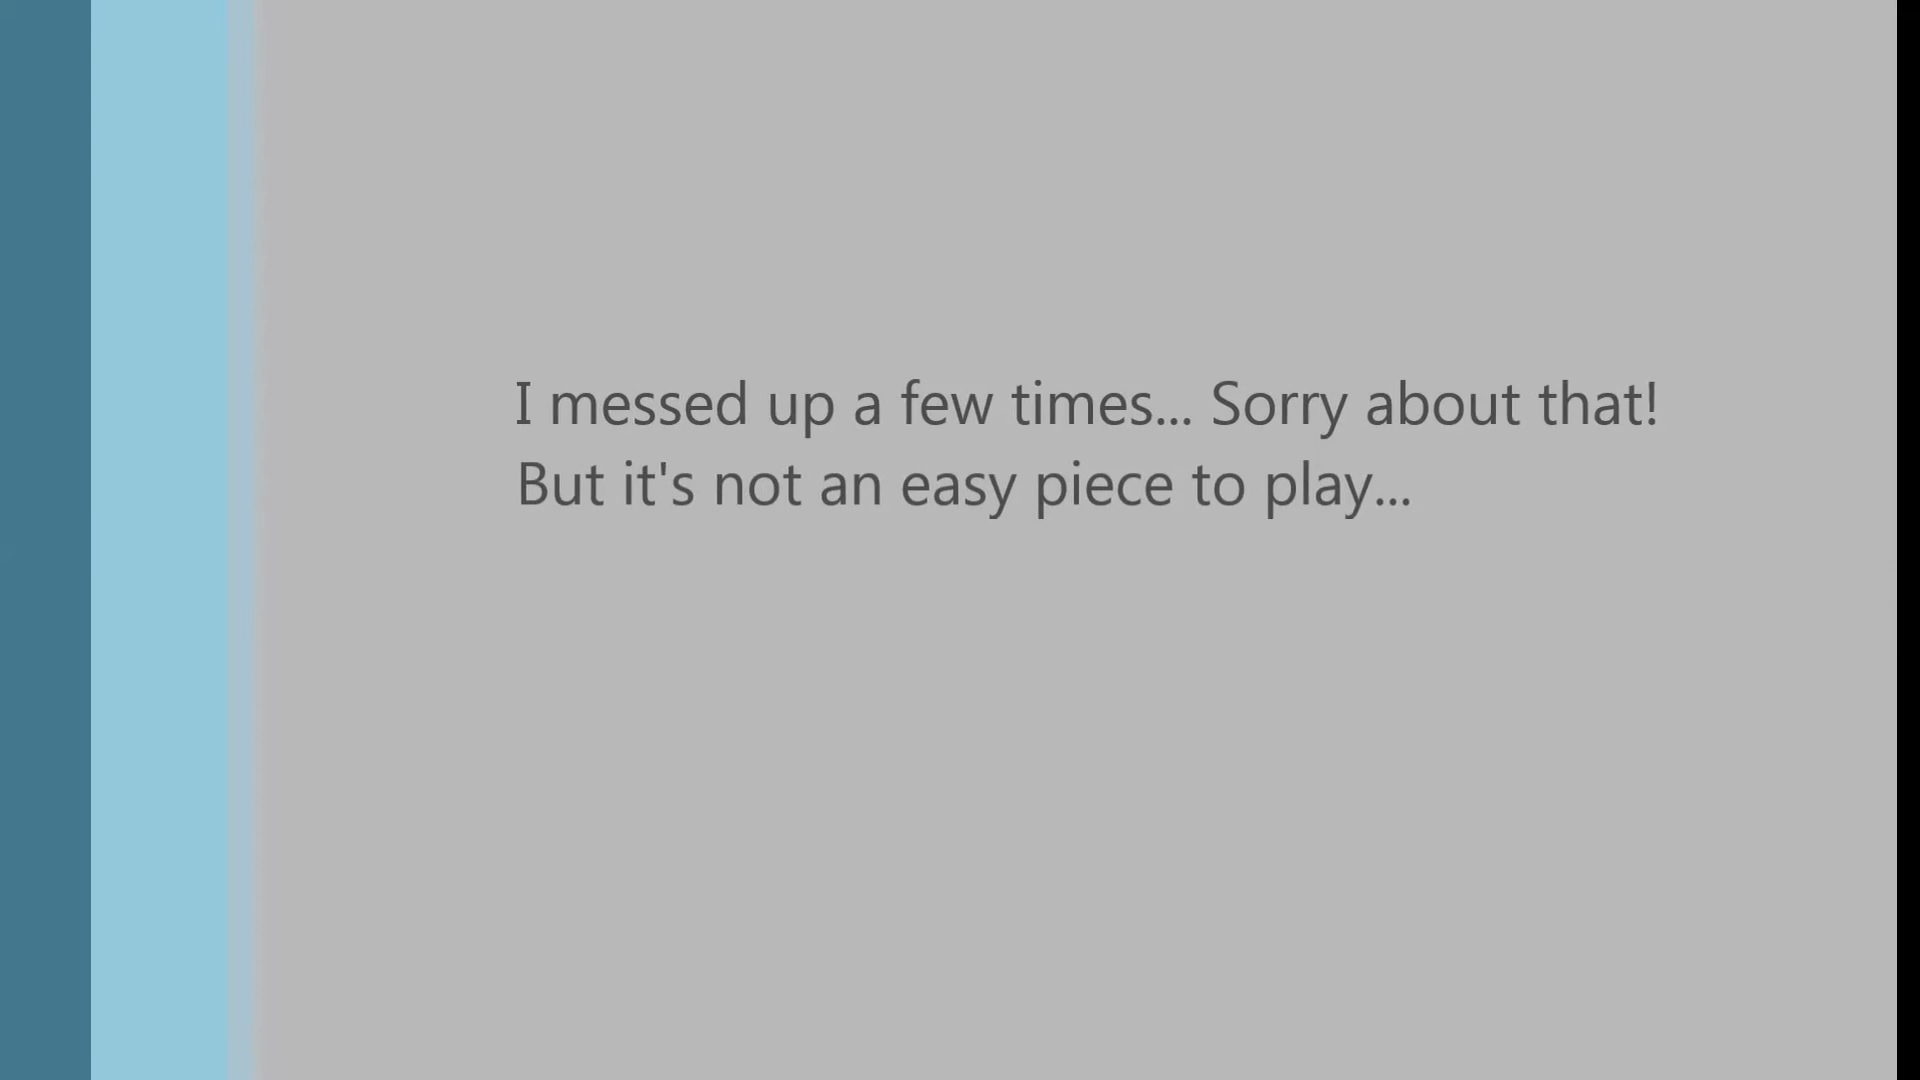 I messed up a few times... Sorry about that!
But it's not an easy piece to play...